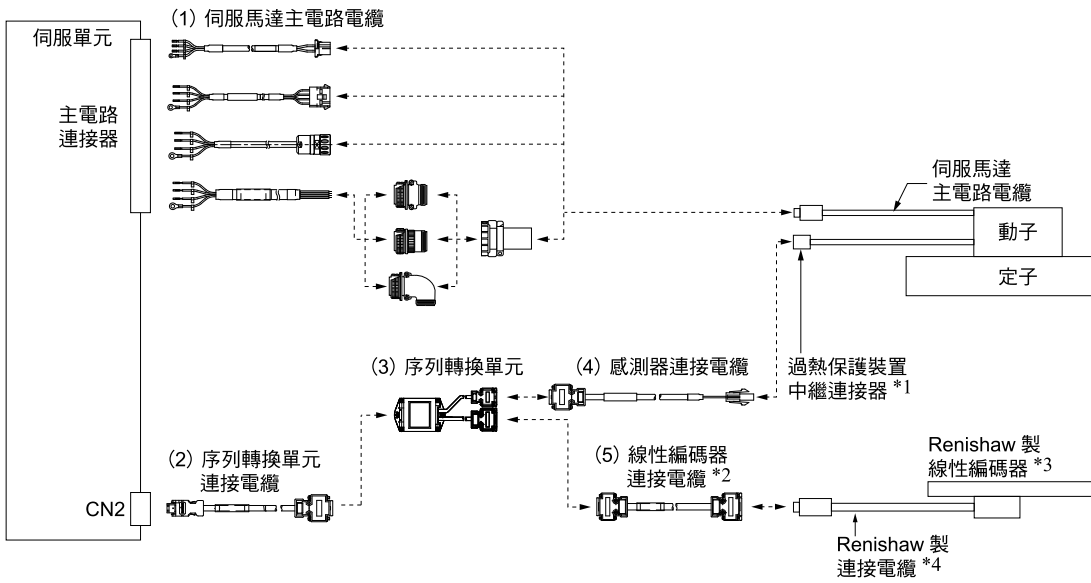 (1) 伺服馬達主電路電纜
伺服單元
主電路
連接器
伺服馬達
主電路電纜
動子
定子
過熱保護裝置
中繼連接器 *1
(3) 序列轉換單元
(4) 感測器連接電纜
(2) 序列轉換單元
連接電纜
(5) 線性編碼器
連接電纜 *2
Renishaw 製
線性編碼器 *3
CN2
Renishaw 製
連接電纜 *4